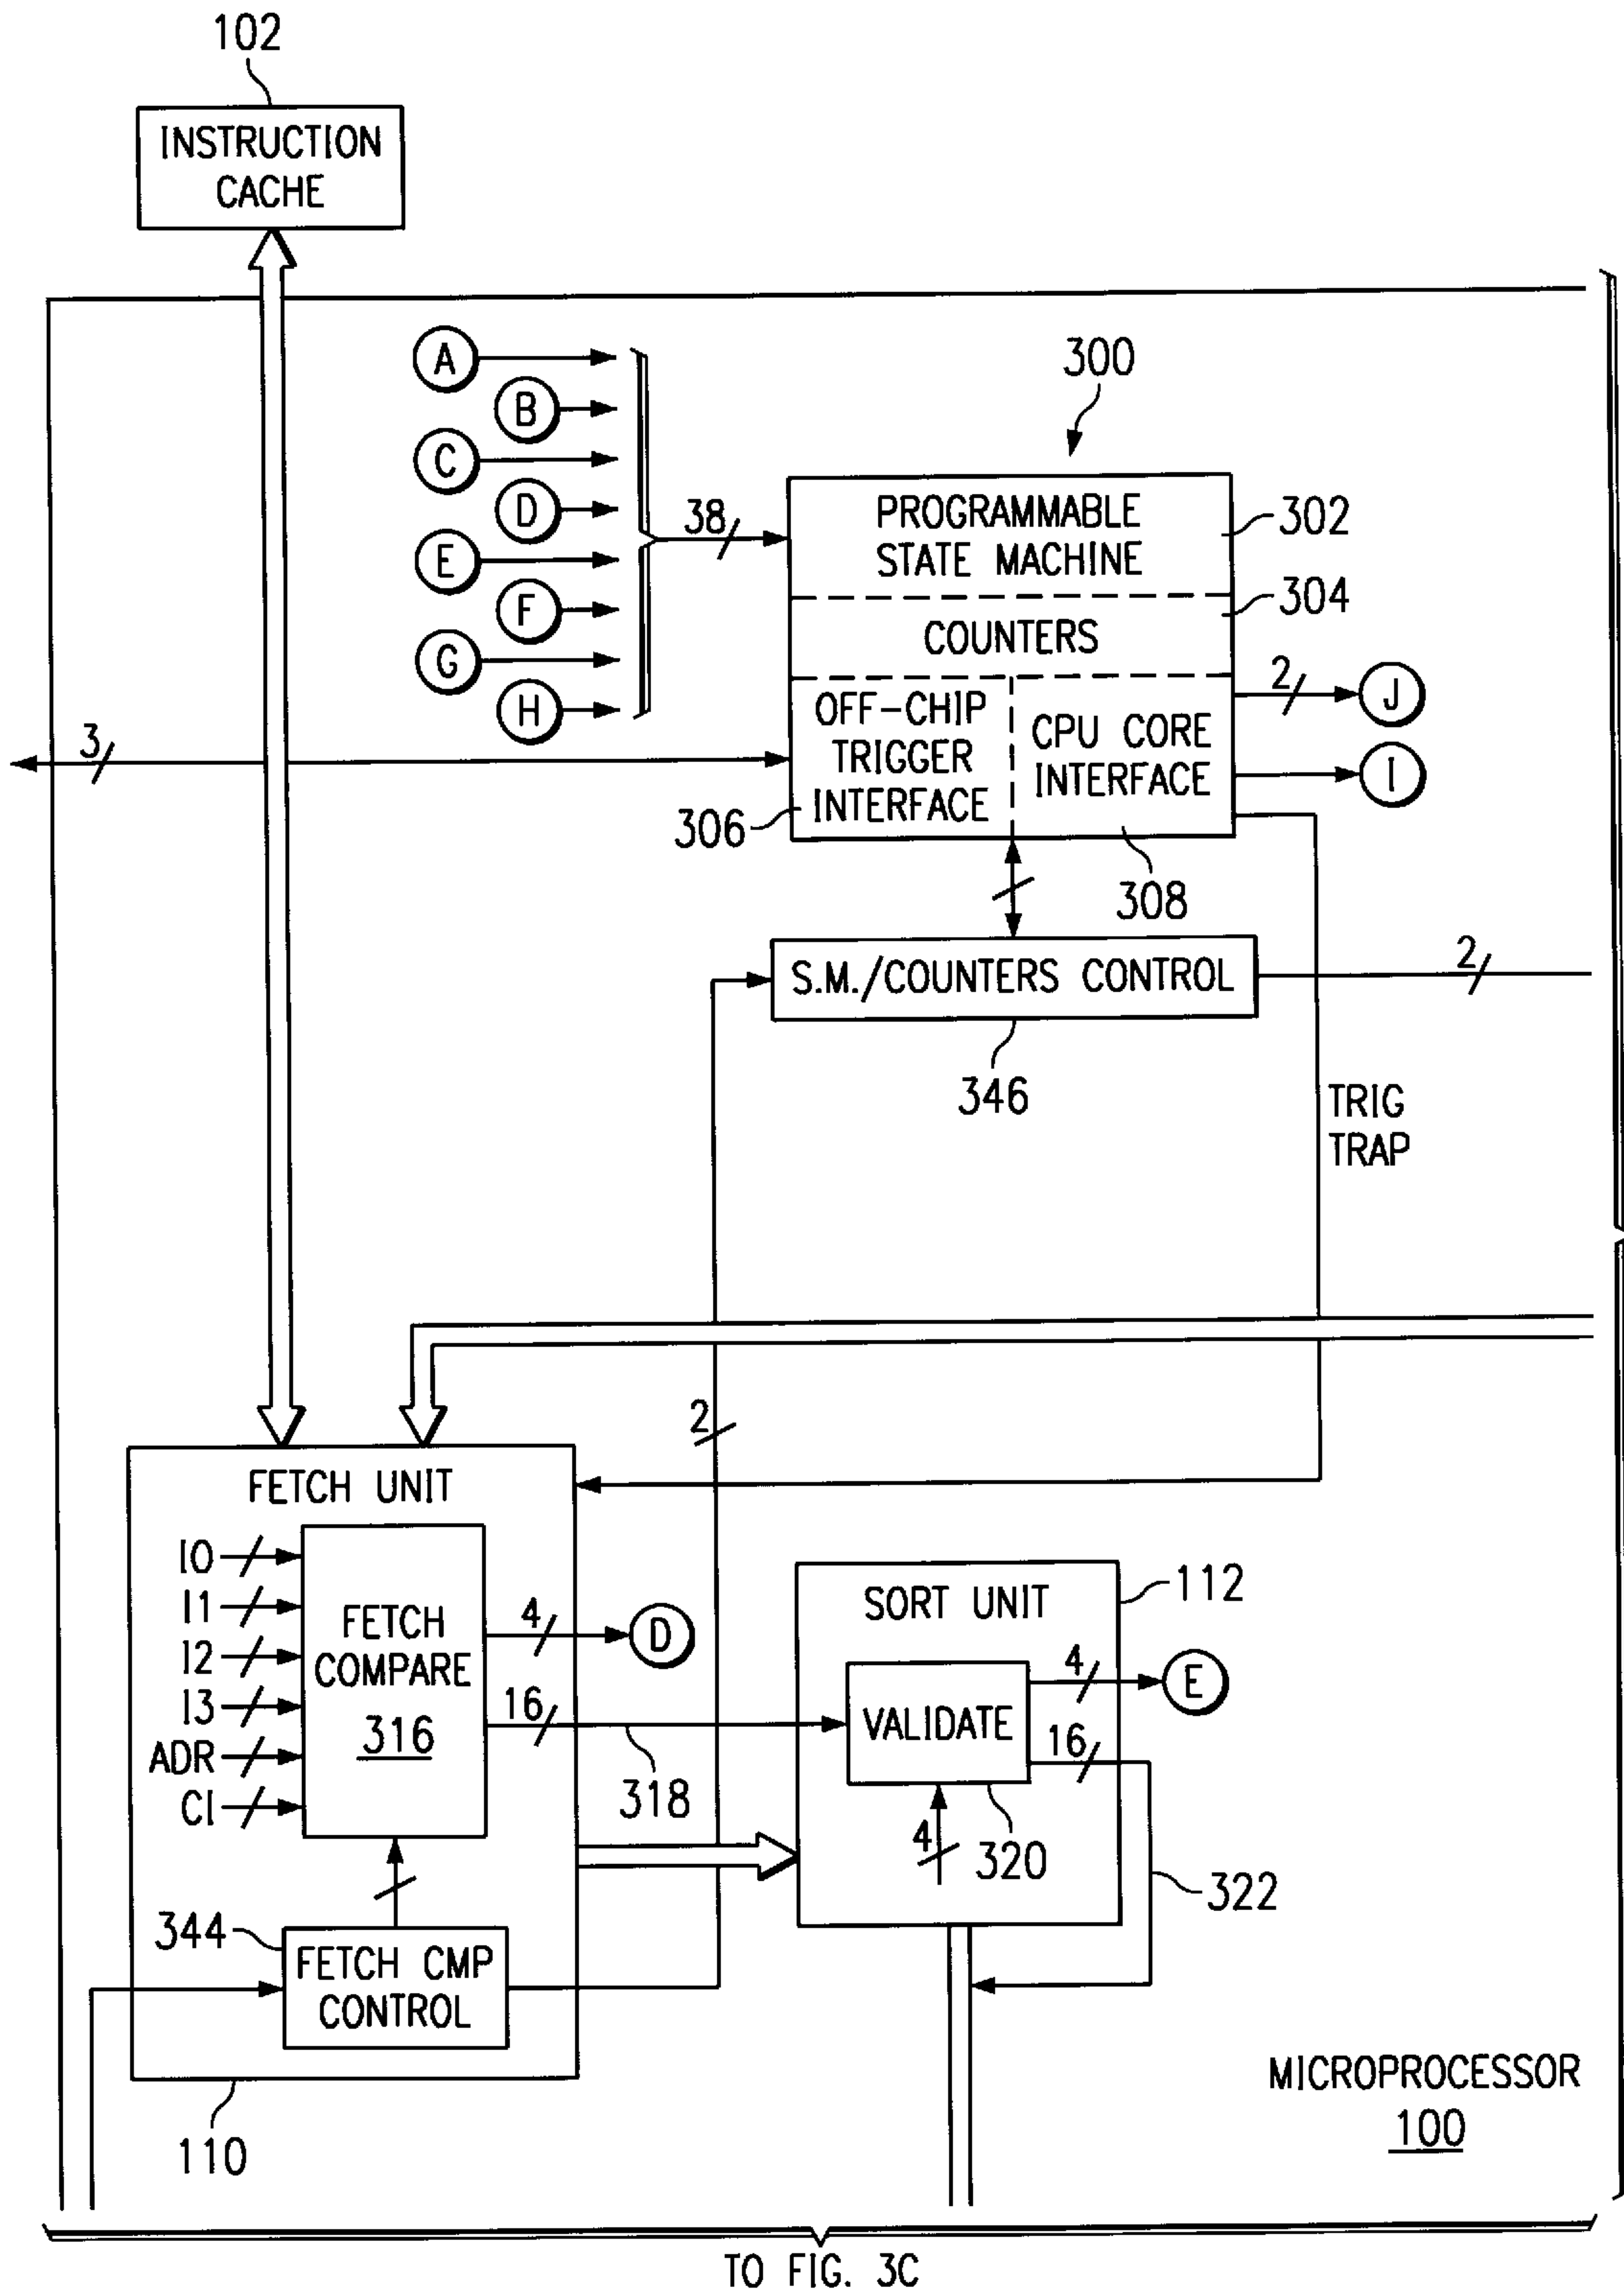 102
INSTRUCTION
CACHE
A
B
C
D
E
F
G
H
38
300
PROGRAMMABLE
STATE MACHINE
302
304
COUNTERS
OFF-CHIP
TRIGGER
INTERFACE
CPU CORE
INTERFACE
2
J
I
3
306
308
S.M./COUNTERS CONTROL
2
346
TRIG
TRAP
2
FETCH UNIT
I0
I1
I2
I3
ADR
CI
FETCH
COMPARE
316
4
D
16
318
SORT UNIT
112
VALIDATE
4
E
16
4
320
322
344
FETCH CMP
CONTROL
110
MICROPROCESSOR
100
TO FIG. 3C